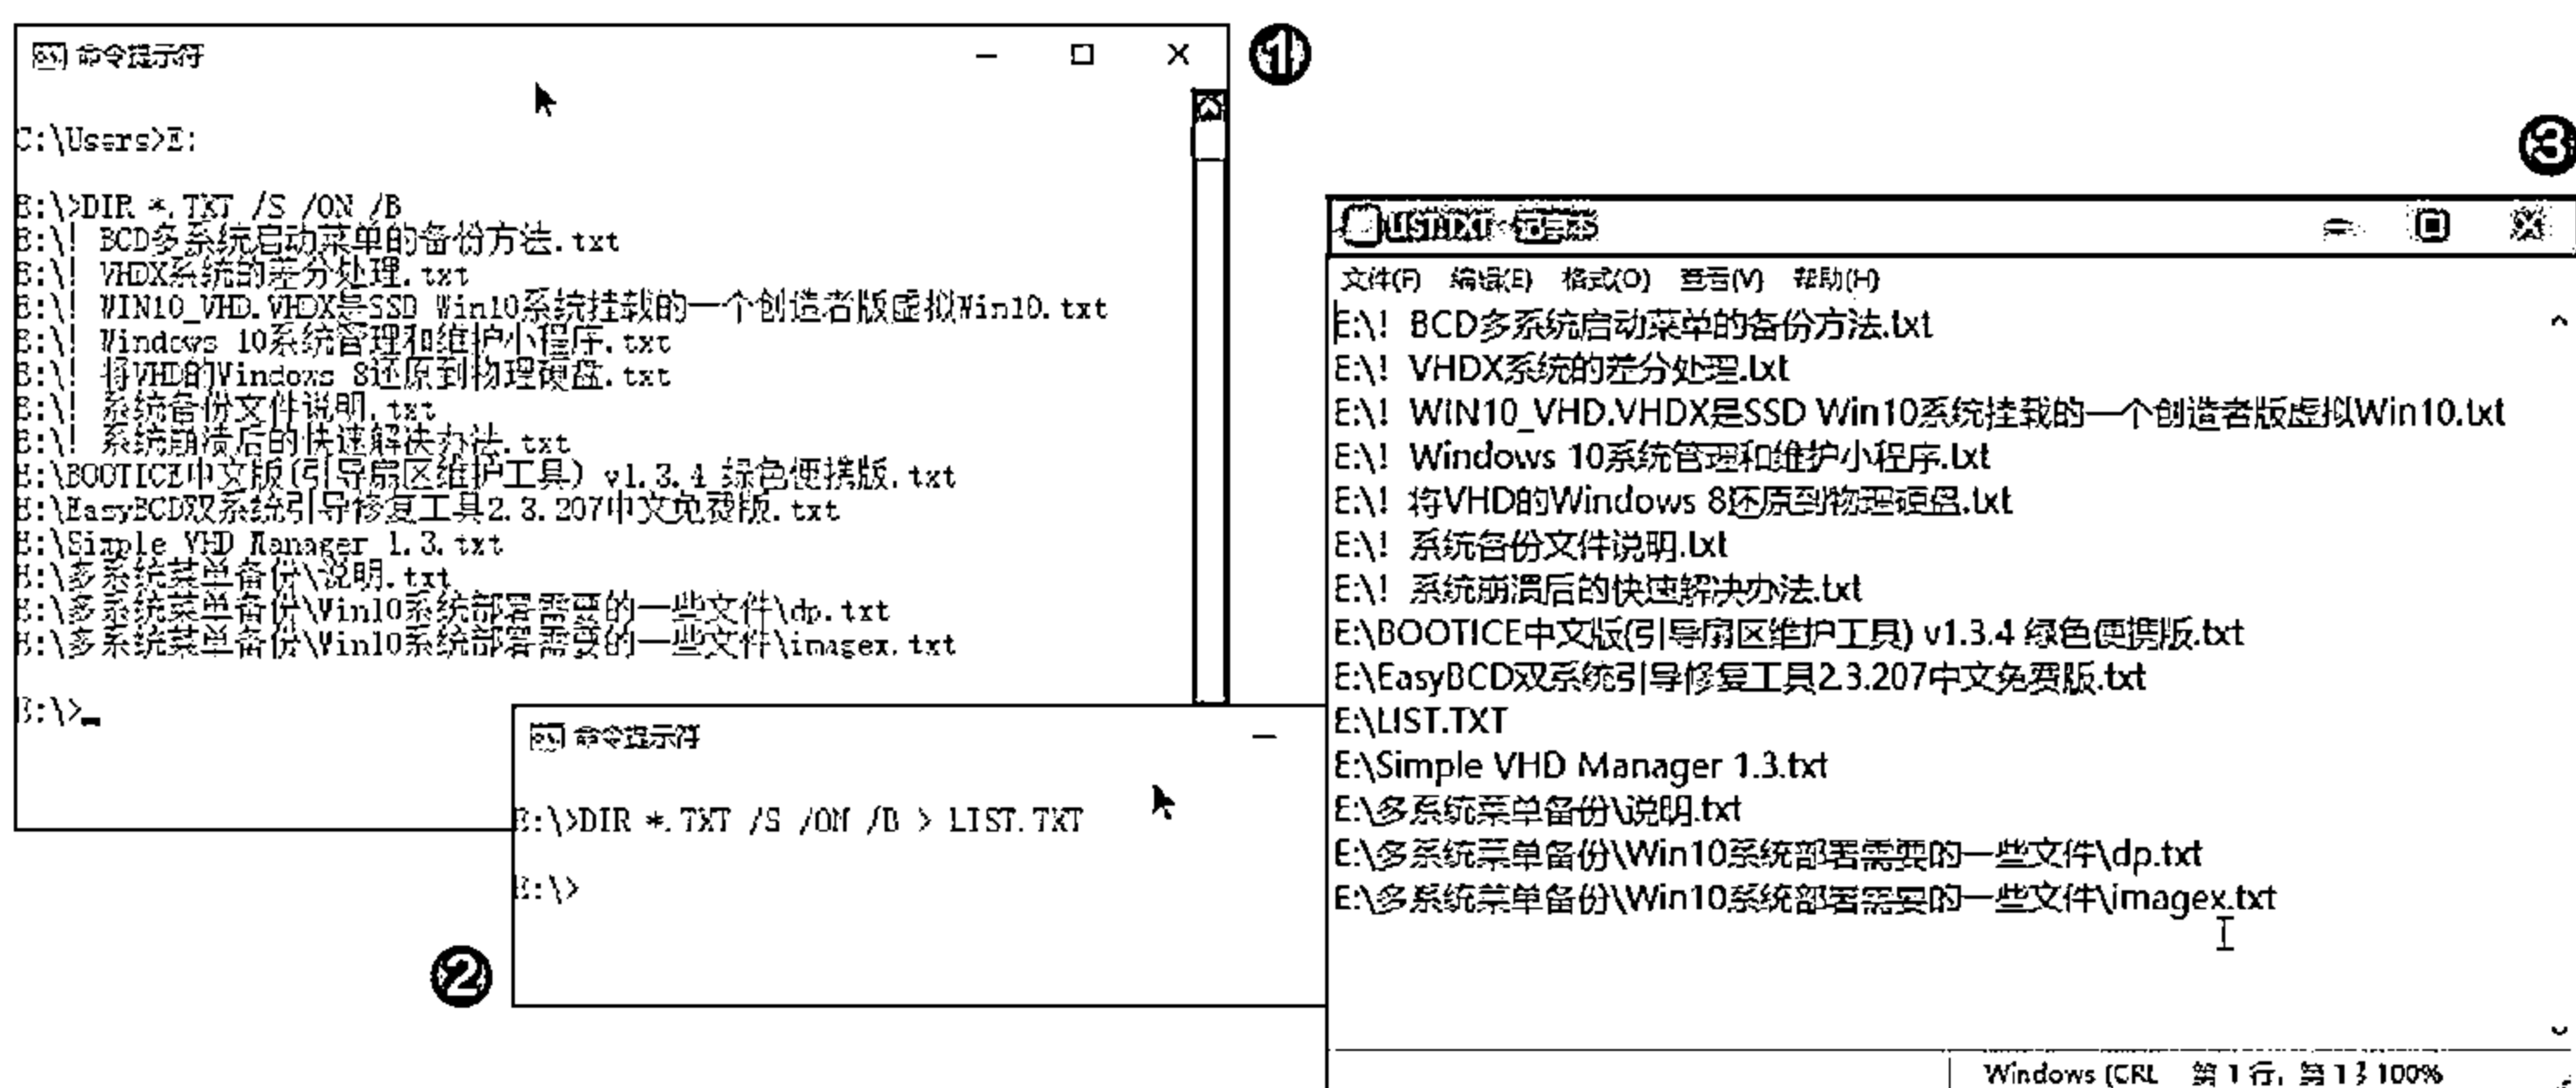 命令提示符
①
C:\Users>E:
E:\>DIR *.TXT /S /ON /B
E:\! BCD多系统启动菜单的备份方法.txt
E:\! VHDX系统的差分处理.txt
E:\! WIN10_VHD.VHDX是SSD Win10系统挂载的一个创造者版虚拟Win10.txt
E:\! Windows 10系统管理和维护小程序.txt
E:\! 将VHD的Windows 8还原到物理硬盘.txt
E:\! 系统备份文件说明.txt
E:\! 系统崩溃后的快速解决办法.txt
E:\BOOTICE中文版(引导扇区维护工具) v1.3.4 绿色便携版.txt
E:\EasyBCD双系统引导修复工具2.3.207中文免费版.txt
E:\Simple VHD Manager 1.3.txt
E:\多系统菜单备份\说明.txt
E:\多系统菜单备份\Win10系统部署需要的一些文件\dp.txt
E:\多系统菜单备份\Win10系统部署需要的一些文件\imagex.txt
E:\>_
命令提示符
E:\>DIR *.TXT /S /ON /B > LIST.TXT
E:\>
②
③
LIST.TXT - 记事本
文件(F) 编辑(E) 格式(O) 查看(V) 帮助(H)
E:\! BCD多系统启动菜单的备份方法.txt
E:\! VHDX系统的差分处理.txt
E:\! WIN10_VHD.VHDX是SSD Win10系统挂载的一个创造者版虚拟Win10.txt
E:\! Windows 10系统管理和维护小程序.txt
E:\! 将VHD的Windows 8还原到物理硬盘.txt
E:\! 系统备份文件说明.txt
E:\! 系统崩溃后的快速解决办法.txt
E:\BOOTICE中文版(引导扇区维护工具) v1.3.4 绿色便携版.txt
E:\EasyBCD双系统引导修复工具2.3.207中文免费版.txt
E:\LIST.TXT
E:\Simple VHD Manager 1.3.txt
E:\多系统菜单备份\说明.txt
E:\多系统菜单备份\Win10系统部署需要的一些文件\dp.txt
E:\多系统菜单备份\Win10系统部署需要的一些文件\imagex.txt
Windows (CRL 第 1 行, 第 1 100%